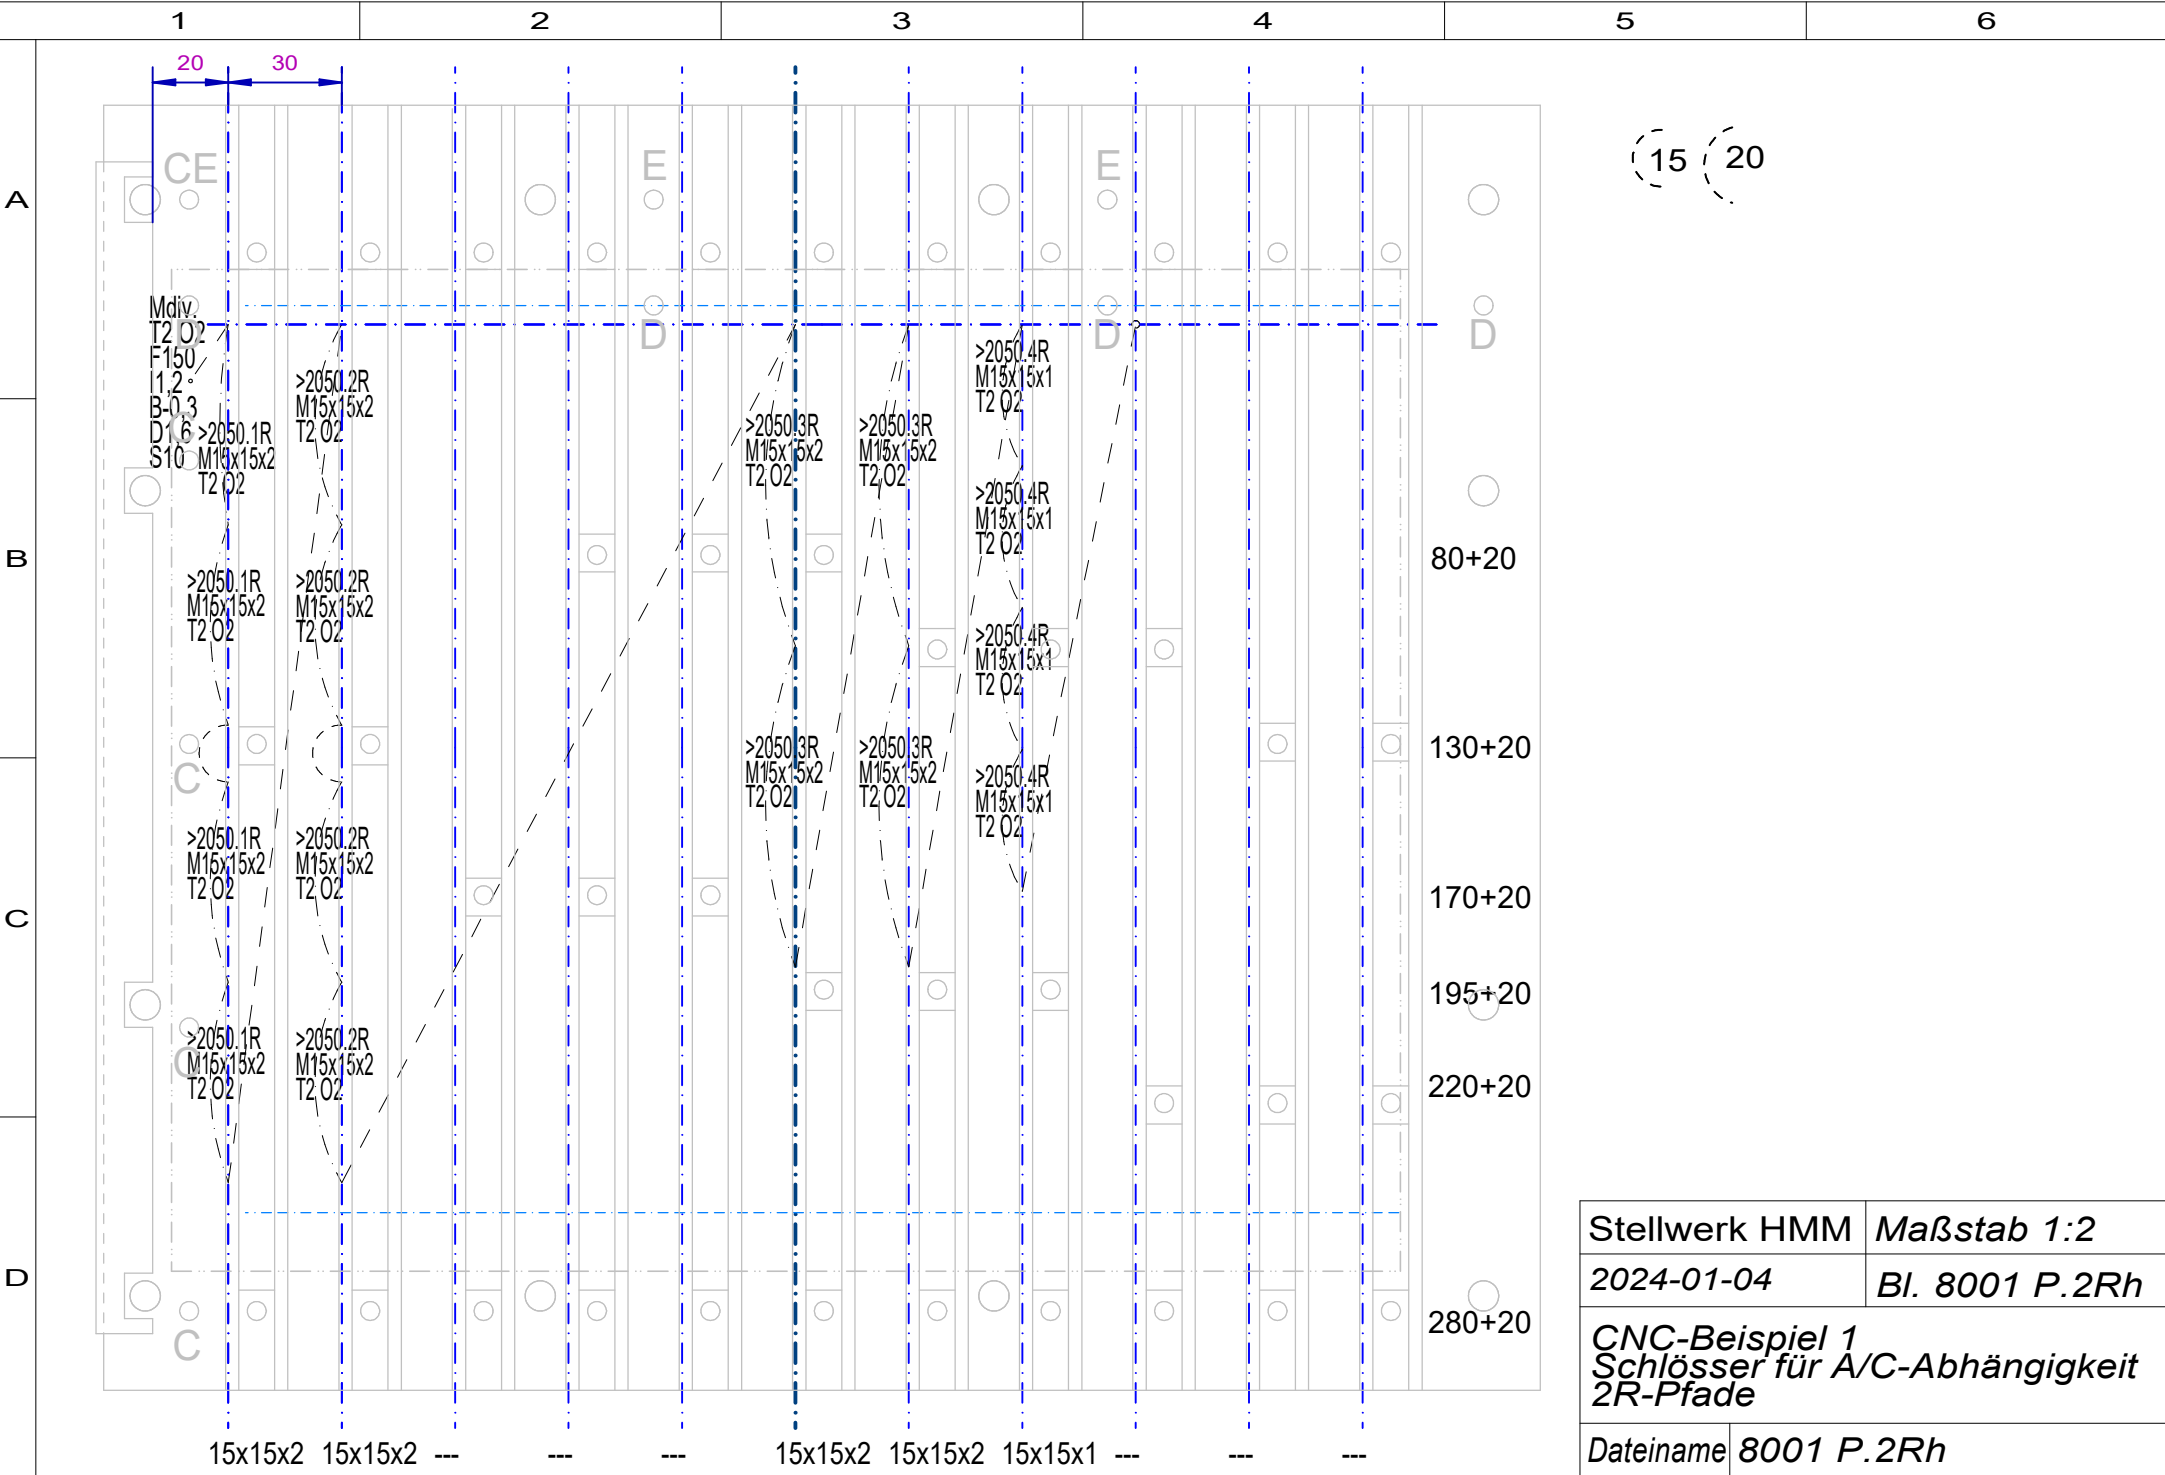 1 2 3 4 5 6
20 30
A
B
C
D
CE E E
15 20
D D D D
C
C
C
C
Mdiv.
T2 O2
F150
I1,2
B-0,3
D1,6
S10
>2050.1R
M15x15x2
T2 O2
>2050.1R
M15x15x2
T2 O2
>2050.1R
M15x15x2
T2 O2
>2050.1R
M15x15x2
T2 O2
>2050.2R
M15x15x2
T2 O2
>2050.2R
M15x15x2
T2 O2
>2050.2R
M15x15x2
T2 O2
>2050.2R
M15x15x2
T2 O2
>2050.3R
M15x15x2
T2 O2
>2050.3R
M15x15x2
T2 O2
>2050.3R
M15x15x2
T2 O2
>2050.3R
M15x15x2
T2 O2
>2050.4R
M15x15x1
T2 O2
>2050.4R
M15x15x1
T2 O2
>2050.4R
M15x15x1
T2 O2
>2050.4R
M15x15x1
T2 O2
80+20
130+20
170+20
195+20
220+20
280+20
15x15x2 15x15x2 --- --- --- 15x15x2 15x15x2 15x15x1 --- --- ---
Stellwerk HMM Maßstab 1:2
2024-01-04 Bl. 8001 P.2Rh
CNC-Beispiel 1
Schlösser für A/C-Abhängigkeit
2R-Pfade
Dateiname 8001 P.2Rh